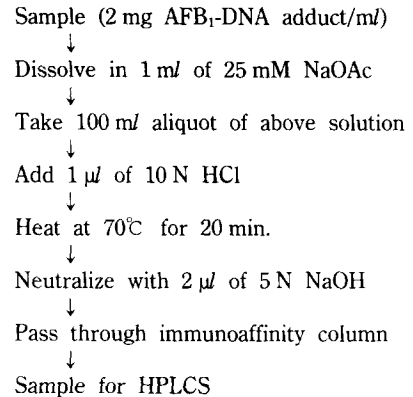 Sample (2 mg AFB₁-DNA adduct/ml)
↓
Dissolve in 1 ml of 25 mM NaOAc
↓
Take 100 ml aliquot of above solution
↓
Add 1 μl of 10 N HCl
↓
Heat at 70℃ for 20 min.
↓
Neutralize with 2 μl of 5 N NaOH
↓
Pass through immunoaffinity column
↓
Sample for HPLCS